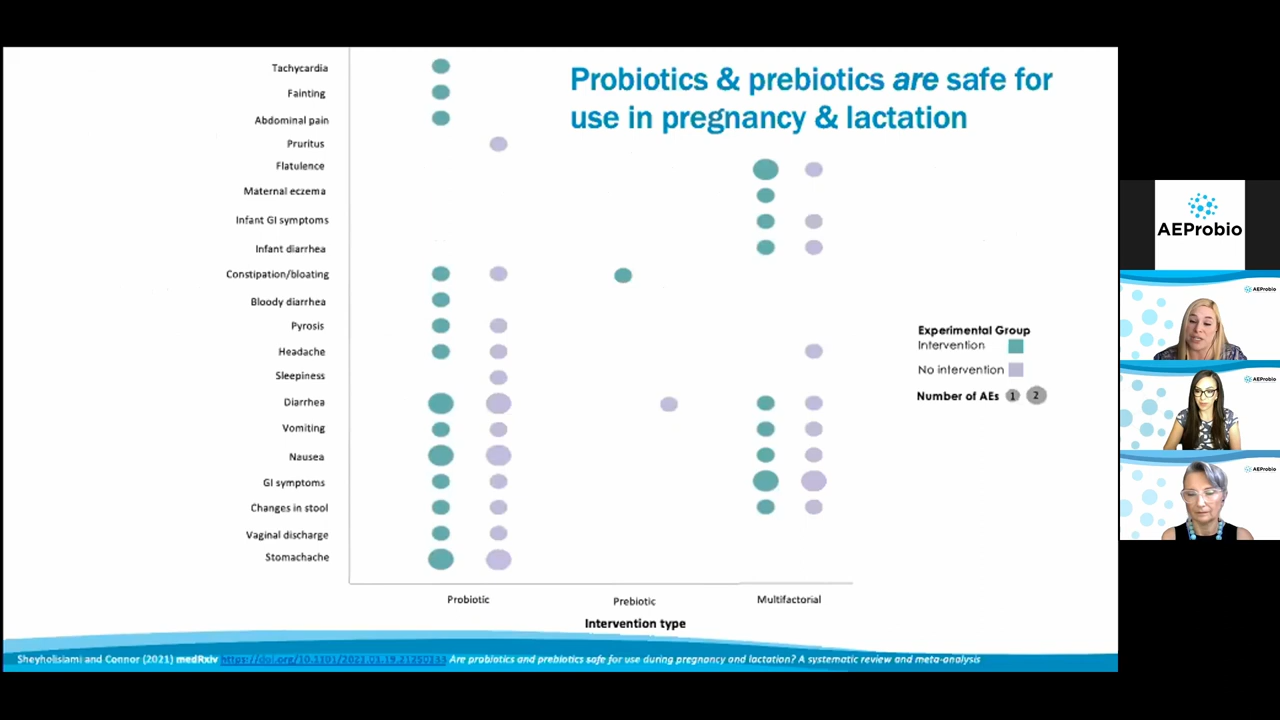 Probiotics & prebiotics are safe for
use in pregnancy & lactation
Tachycardia
Fainting
Abdominal pain
Pruritus
Flatulence
Maternal eczema
Infant GI symptoms
Infant diarrhea
Constipation/bloating
Bloody diarrhea
Pyrosis
Headache
Sleepiness
Diarrhea
Vomiting
Nausea
GI symptoms
Changes in stool
Vaginal discharge
Stomachache
Probiotic
Prebiotic
Multifactorial
Intervention type
Experimental Group
Intervention
No intervention
Number of AEs 1 2
Sheyholislami and Connor (2021) medRxiv Are probiotics and prebiotics safe for use during pregnancy and lactation? A systematic review and meta-analysis
AEProbio
AEProbio
AEProbio
AEProbio